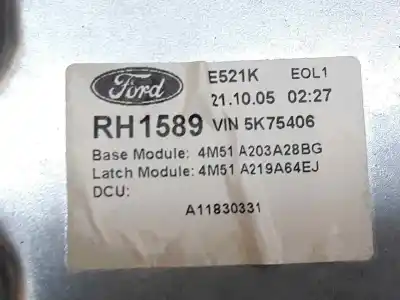 Ford
E521K EOL1
21.10.05 02:27
RH1589 VIN 5K75406
Base Module: 4M51 A203A28BG
Latch Module: 4M51 A219A64EJ
DCU:
A11830331